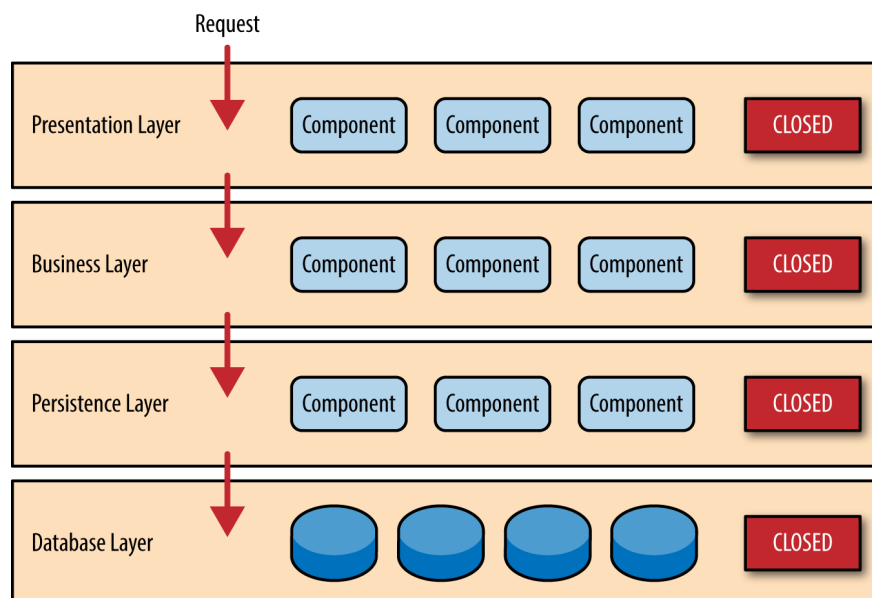 Request
Presentation Layer
Component
Component
Component
CLOSED
Business Layer
Component
Component
Component
CLOSED
Persistence Layer
Component
Component
Component
CLOSED
Database Layer
CLOSED